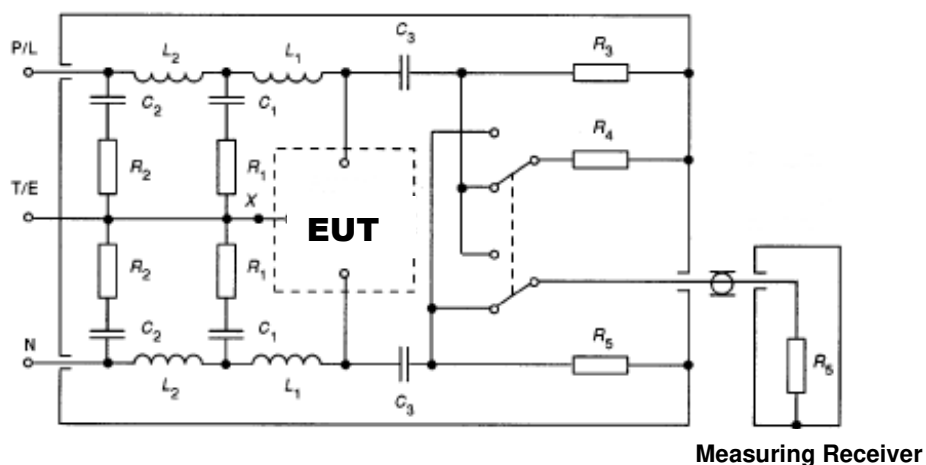 C3
P/L
L2
L1
R3
C2
C1
R4
R2
R1
T/E
X
EUT
R2
R1
C2
C1
N
R5
R5
L2
L1
C3
Measuring Receiver